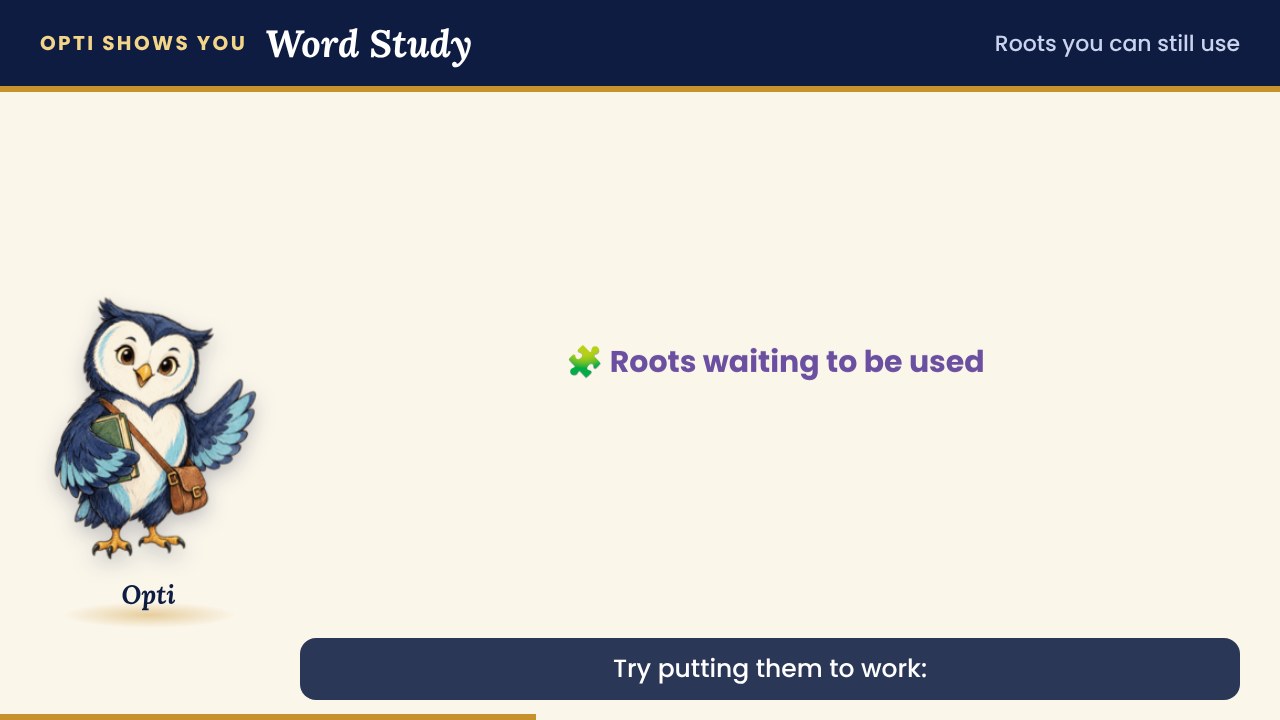 OPTI SHOWS YOU Word Study
Roots you can still use
🧩 Roots waiting to be used
Opti
Try putting them to work: